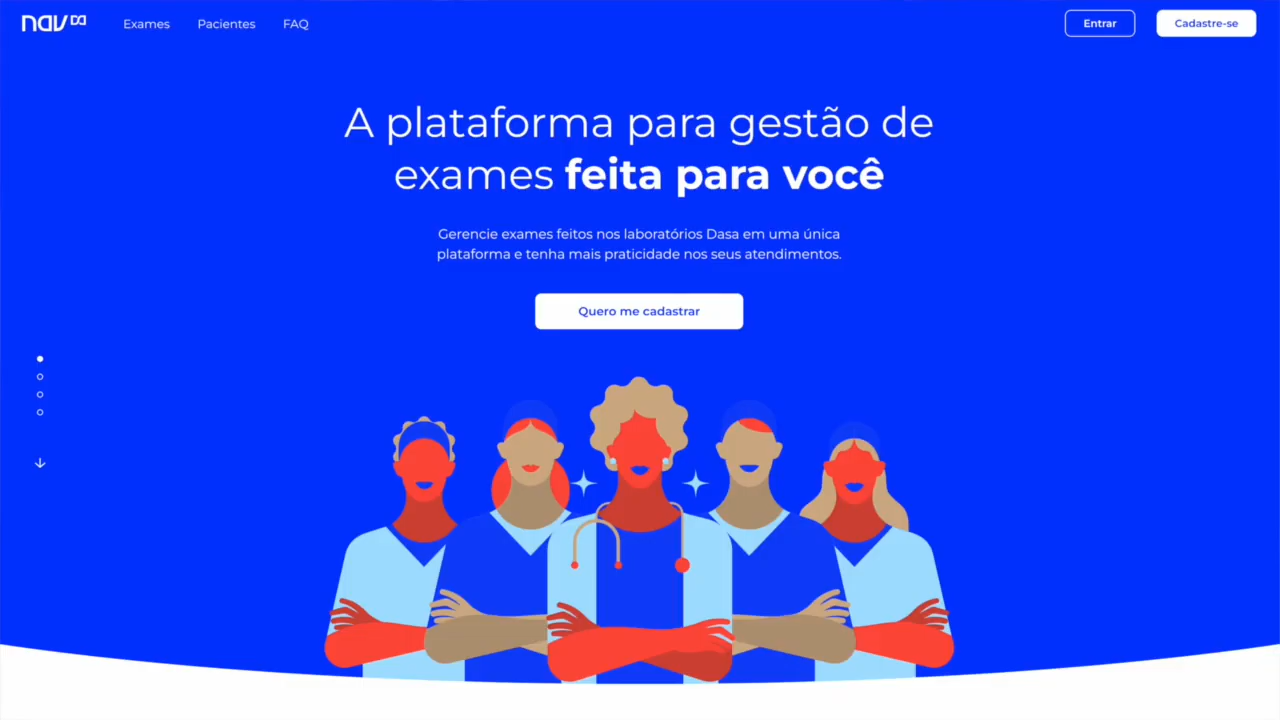 nav
Exames
Pacientes
FAQ
Entrar
Cadastre-se
A plataforma para gestão de
exames feita para você
Gerencie exames feitos nos laboratórios Dasa em uma única
plataforma e tenha mais praticidade nos seus atendimentos.
Quero me cadastrar